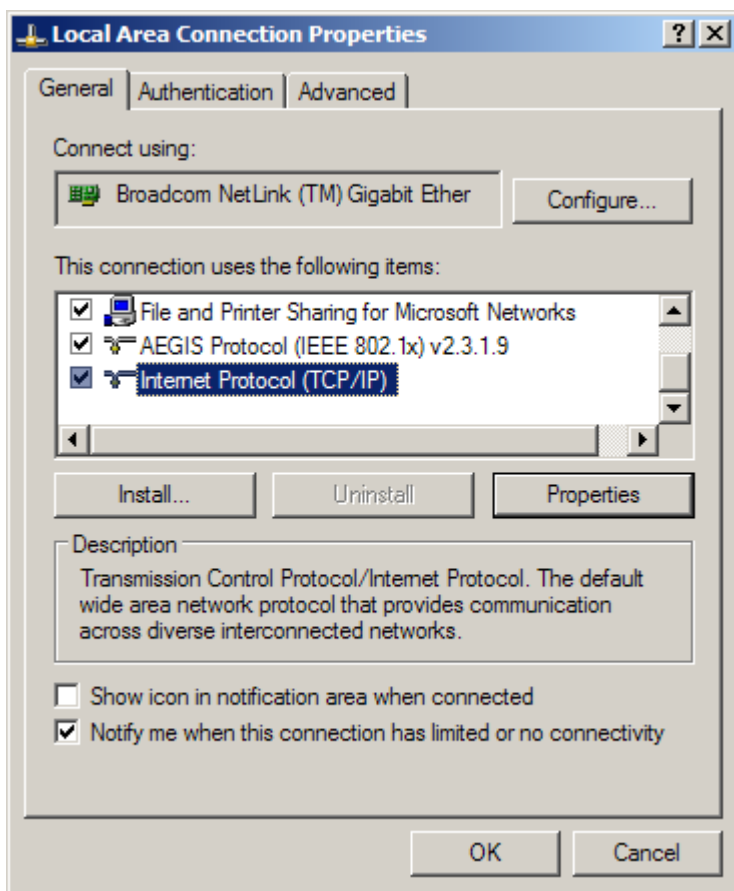 Local Area Connection Properties
General Authentication Advanced
Connect using:
Broadcom NetLink (TM) Gigabit Ether
Configure...
This connection uses the following items:
File and Printer Sharing for Microsoft Networks
AEGIS Protocol (IEEE 802.1x) v2.3.1.9
Internet Protocol (TCP/IP)
Install... Uninstall Properties
Description
Transmission Control Protocol/Internet Protocol. The default
wide area network protocol that provides communication
across diverse interconnected networks.
Show icon in notification area when connected
Notify me when this connection has limited or no connectivity
OK Cancel